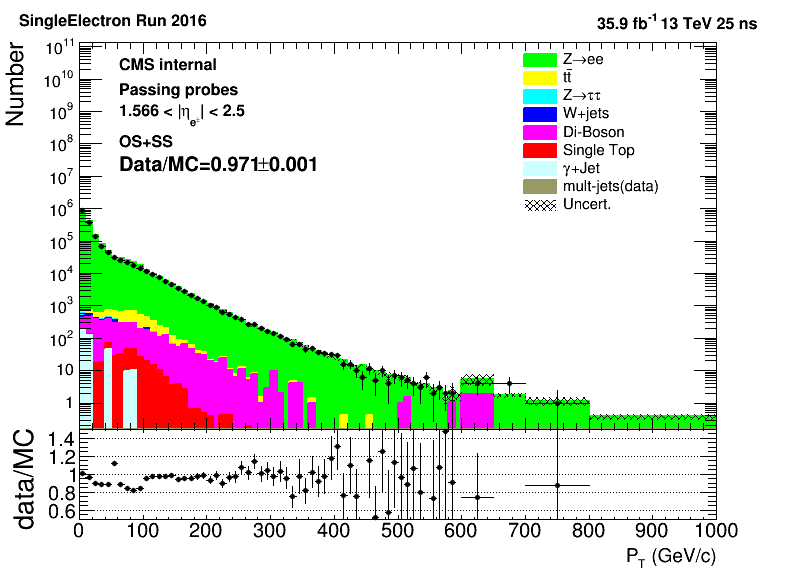 SingleElectron Run 2016
35.9 fb⁻¹ 13 TeV 25 ns
Number
10¹¹
10¹⁰
10⁹
10⁸
10⁷
10⁶
10⁵
10⁴
10³
10²
10
1
CMS internal
Passing probes
1.566 < |η_e±| < 2.5
OS+SS
Data/MC=0.971±0.001
Z→ee
tt̄
Z→ττ
W+jets
Di-Boson
Single Top
γ+Jet
mult-jets(data)
Uncert.
data/MC
1.4
1.2
1
0.8
0.6
0 100 200 300 400 500 600 700 800 900 1000
P_T (GeV/c)